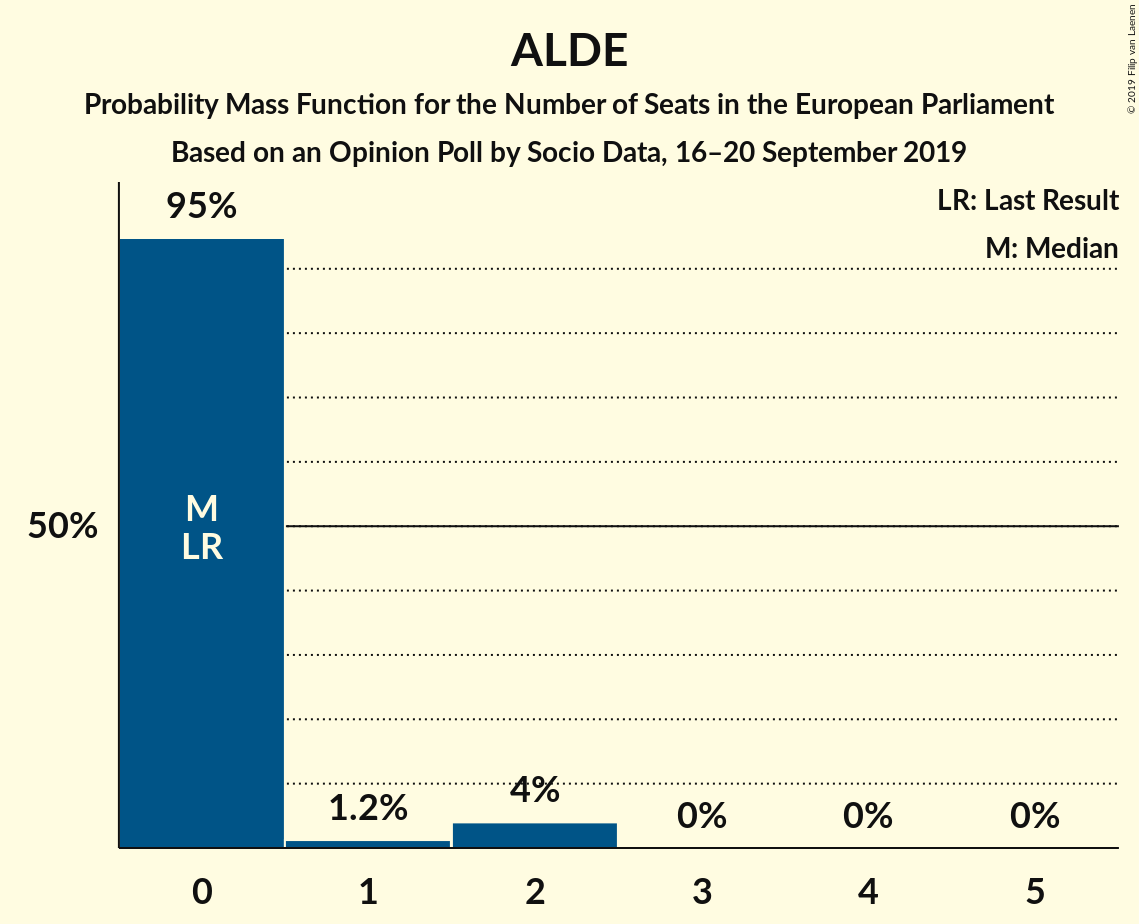 ALDE
Probability Mass Function for the Number of Seats in the European Parliament
Based on an Opinion Poll by Socio Data, 16–20 September 2019
© 2019 Filip van Laenen
LR: Last Result
M: Median
95%
50%
M
LR
1.2%
4%
0%
0%
0%
0 1 2 3 4 5